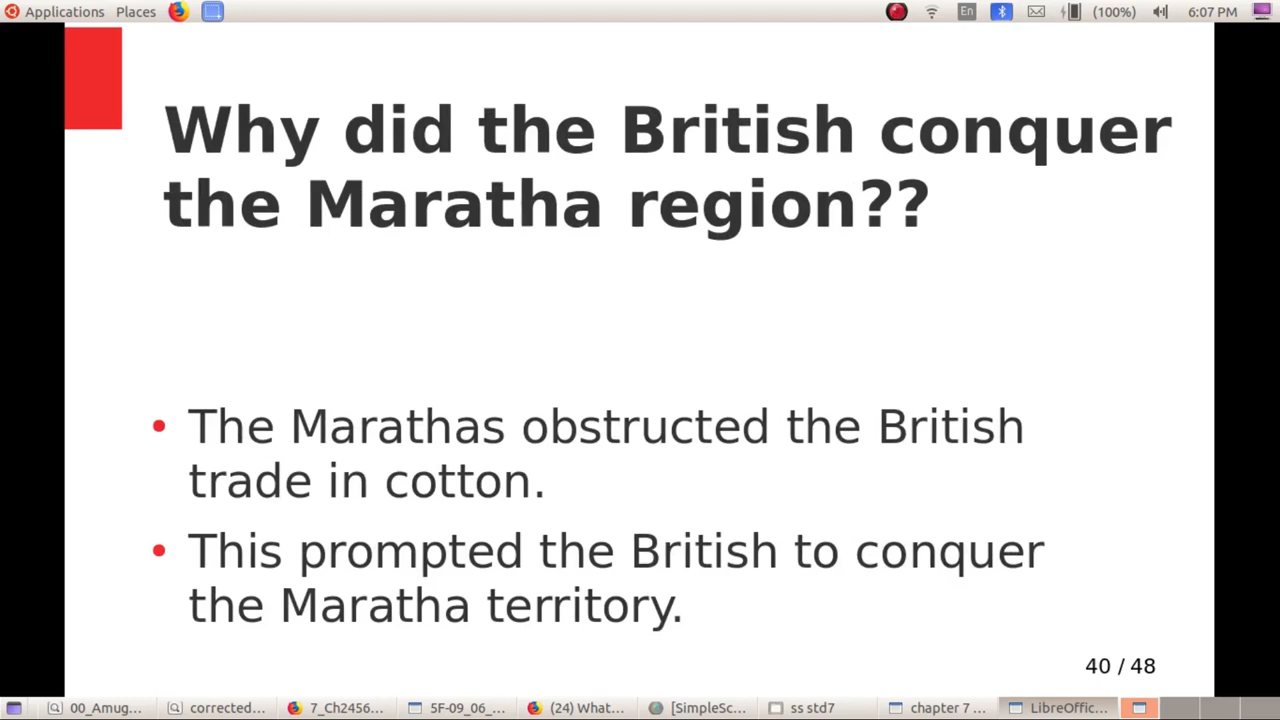 Applications Places En (100%) 6:07 PM
Why did the British conquer
the Maratha region??
• The Marathas obstructed the British
trade in cotton.
• This prompted the British to conquer
the Maratha territory.
40 / 48
00_Amug... corrected... 7_Ch2456... 5F-09_06_... (24) What... [SimpleSc... ss std7 chapter 7 ... LibreOffic...